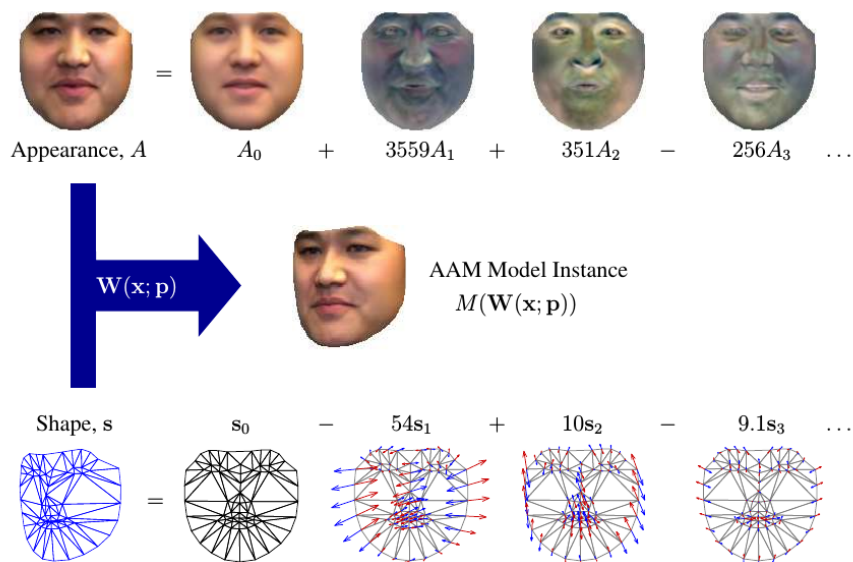 =
Appearance, A A₀ + 3559A₁ + 351A₂ − 256A₃ ...
W(x; p)
AAM Model Instance
M(W(x; p))
Shape, s s₀ − 54s₁ + 10s₂ − 9.1s₃ ...
=